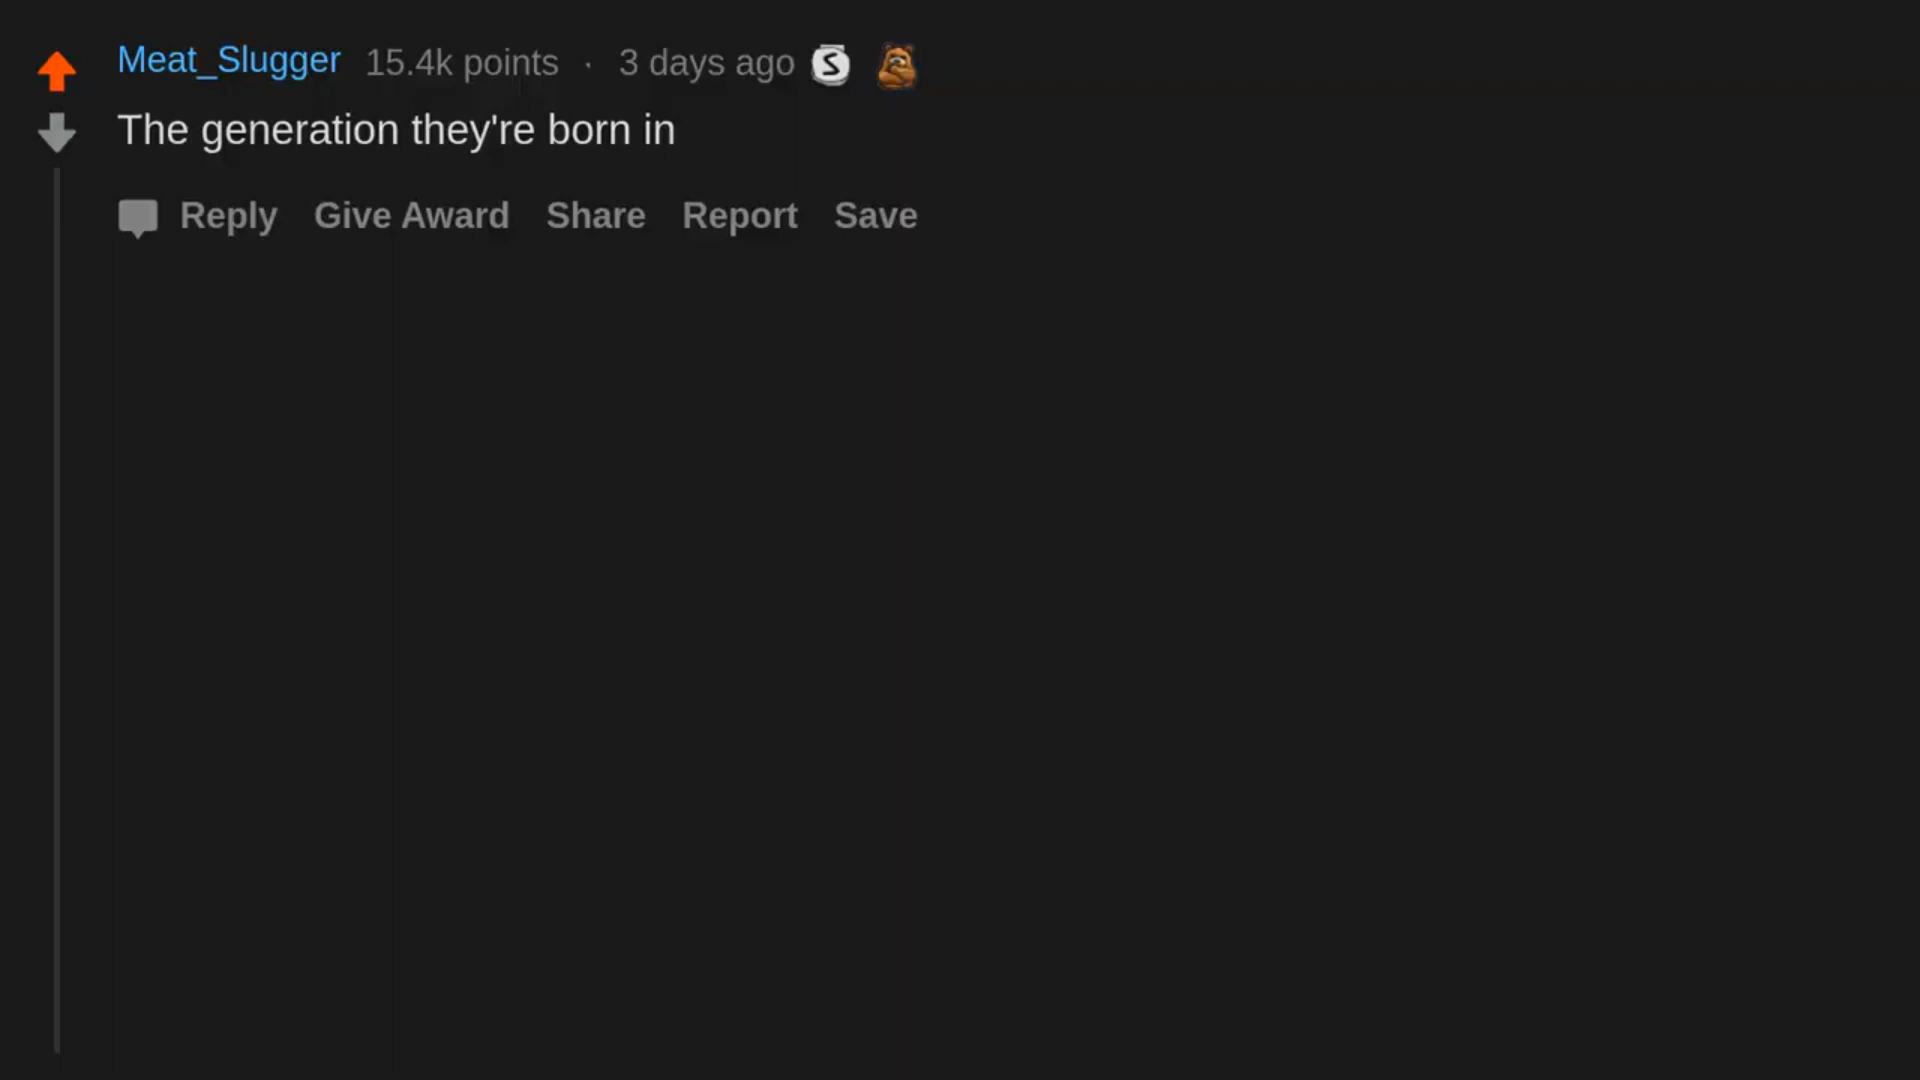 Meat_Slugger 15.4k points · 3 days ago S
The generation they're born in
Reply Give Award Share Report Save